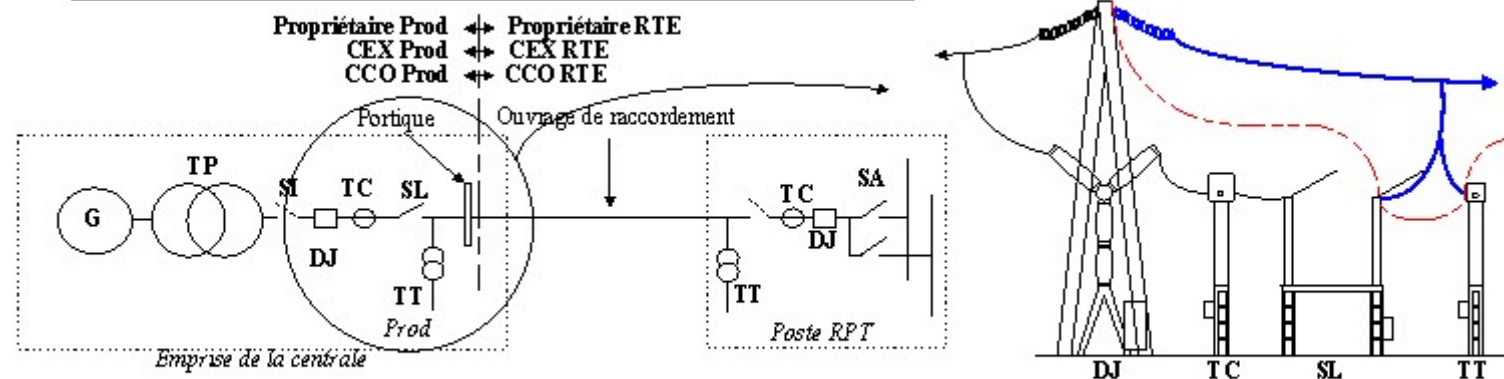 Propriétaire Prod Propriétaire RTE
CEX Prod CEX RTE
CCO Prod CCO RTE
Portique
Ouvrage de raccordement
TP
SI
TC
SL
G
DJ
TT
Prod
Emprise de la centrale
TC
SA
DJ
TT
Poste RPT
DJ
TC
SL
TT